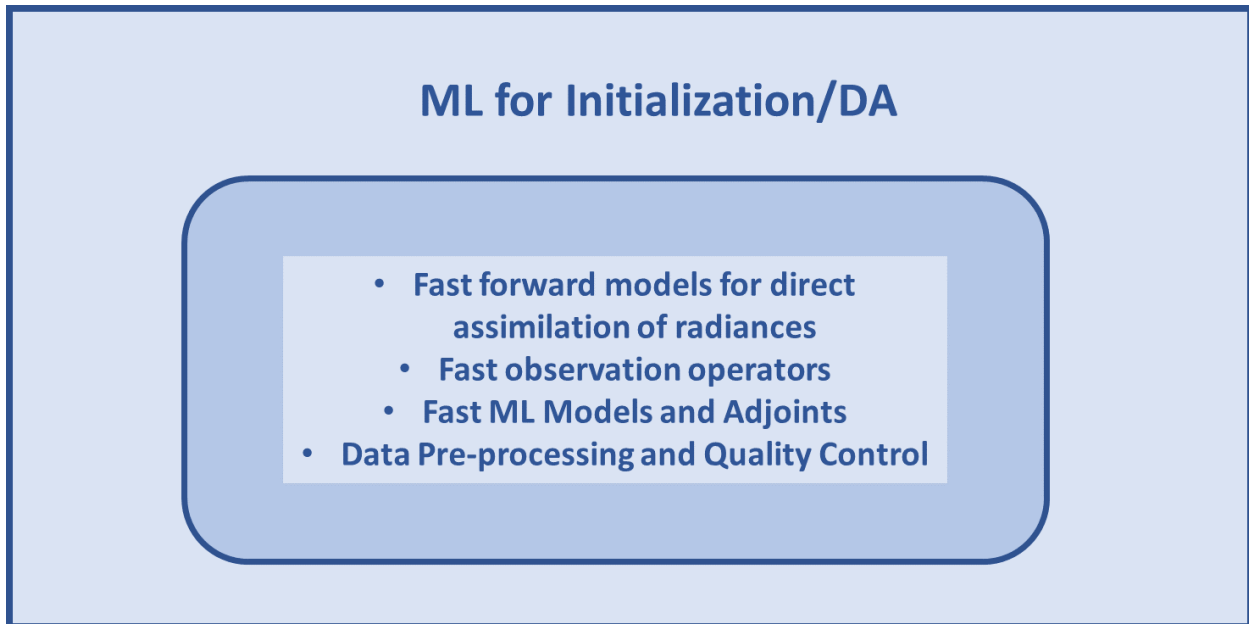 ML for Initialization/DA
• Fast forward models for direct
assimilation of radiances
• Fast observation operators
• Fast ML Models and Adjoints
• Data Pre-processing and Quality Control